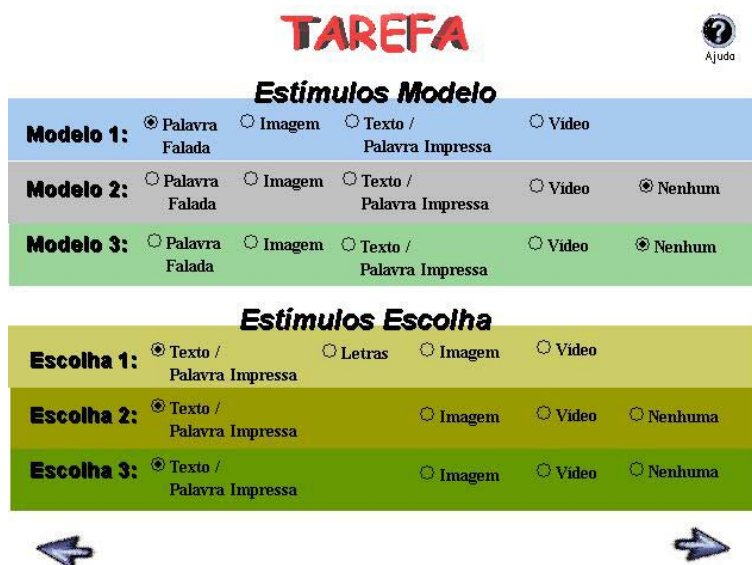 TAREFA
Ajuda
Estímulos Modelo
Modelo 1: Palavra Falada Imagem Texto / Palavra Impressa Vídeo
Modelo 2: Palavra Falada Imagem Texto / Palavra Impressa Vídeo Nenhum
Modelo 3: Palavra Falada Imagem Texto / Palavra Impressa Vídeo Nenhum
Estímulos Escolha
Escolha 1: Texto / Palavra Impressa Letras Imagem Vídeo
Escolha 2: Texto / Palavra Impressa Imagem Vídeo Nenhuma
Escolha 3: Texto / Palavra Impressa Imagem Vídeo Nenhuma